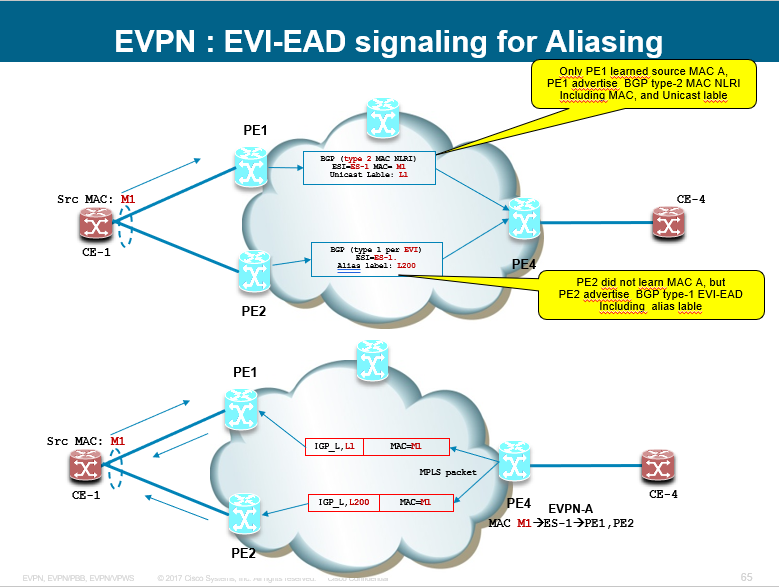 EVPN : EVI-EAD signaling for Aliasing
Only PE1 learned source MAC A,
PE1 advertise BGP type-2 MAC NLRI
Including MAC, and Unicast lable
PE1
BGP (type 2 MAC NLRI)
ESI=ES-1 MAC= M1
Unicast Lable: L1
Src MAC: M1
CE-1
CE-4
BGP (type 1 per EVI)
ESI=ES-1.
Alias label: L200
PE4
PE2
PE2 did not learn MAC A, but
PE2 advertise BGP type-1 EVI-EAD
Including alias lable
PE1
Src MAC: M1
IGP_L,L1 MAC=M1
MPLS packet
CE-1
CE-4
IGP_L,L200 MAC=M1
PE4
EVPN-A
MAC M1→ES-1→PE1,PE2
PE2
EVPN, EVPN/PBB, EVPN/VPWS © 2017 Cisco Systems, Inc. All rights reserved. Cisco Confidential 65